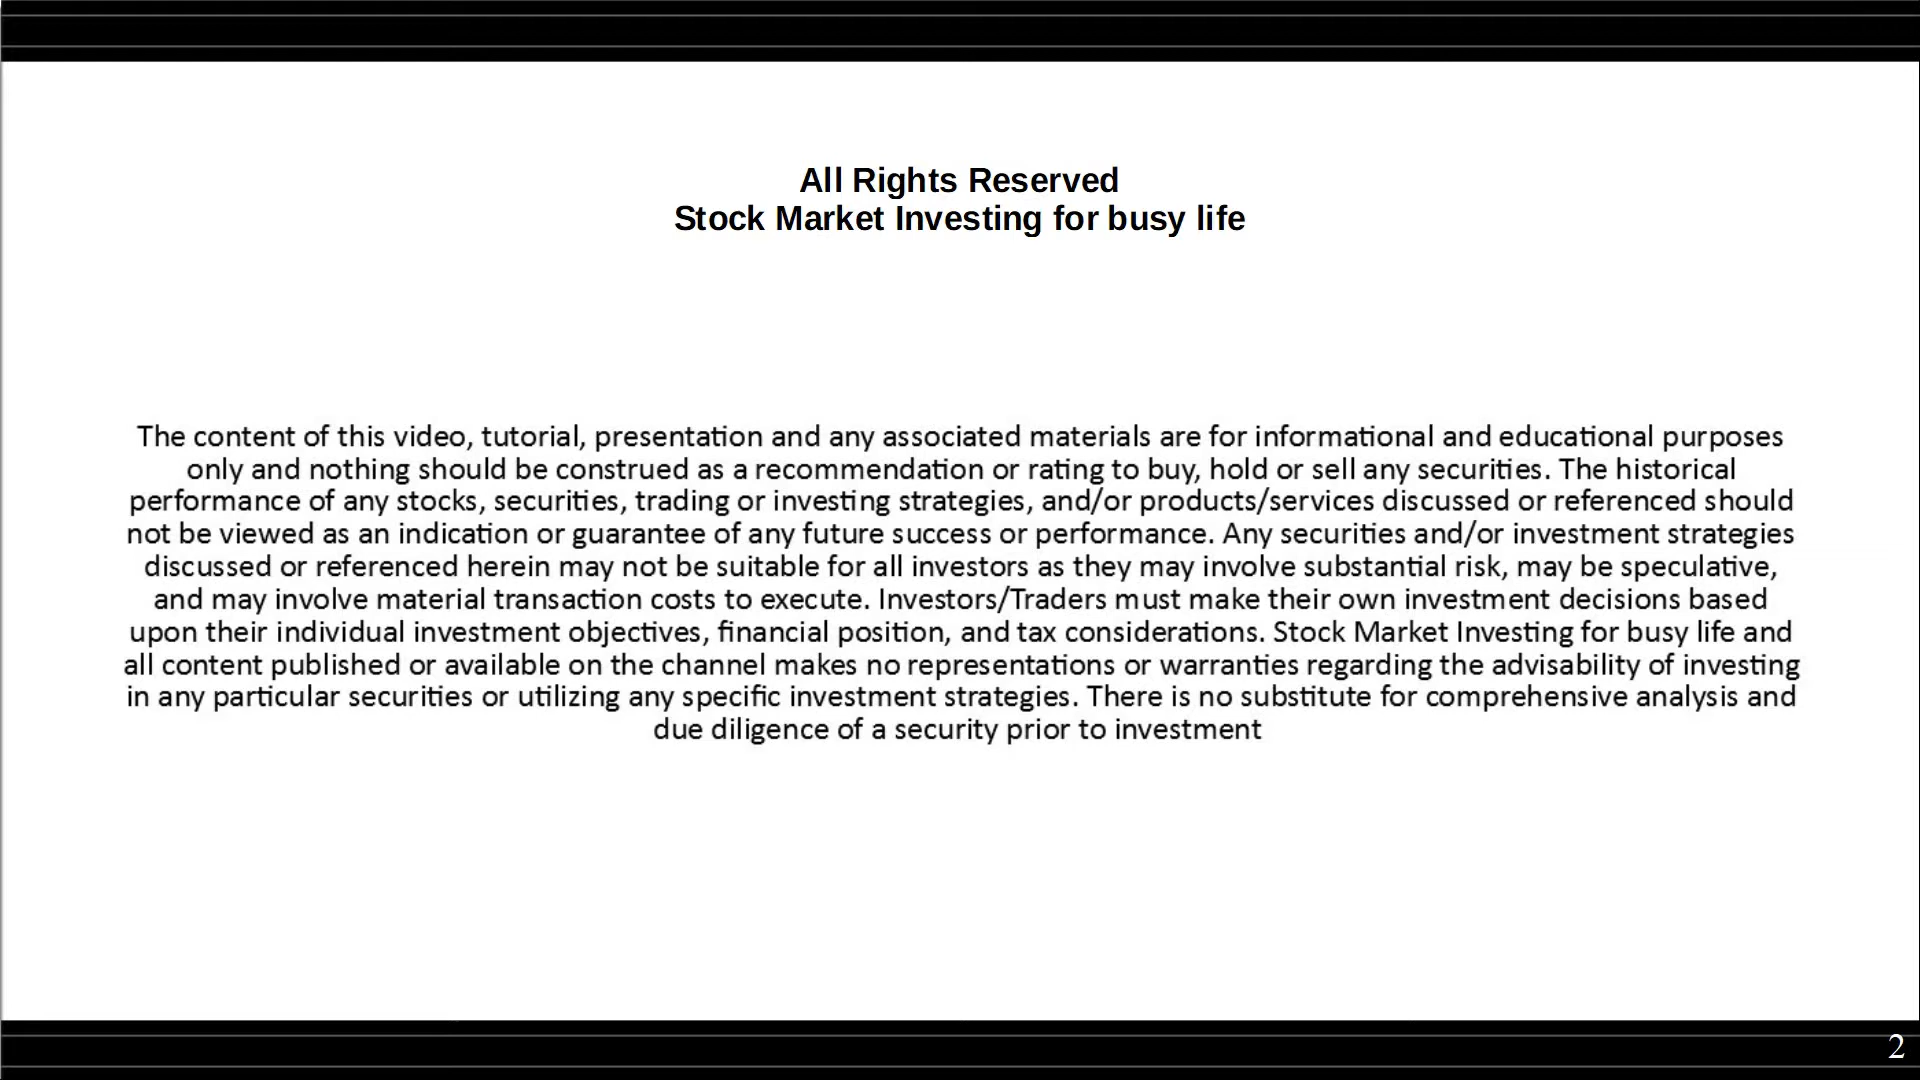 All Rights Reserved
Stock Market Investing for busy life
The content of this video, tutorial, presentation and any associated materials are for informational and educational purposes
only and nothing should be construed as a recommendation or rating to buy, hold or sell any securities. The historical
performance of any stocks, securities, trading or investing strategies, and/or products/services discussed or referenced should
not be viewed as an indication or guarantee of any future success or performance. Any securities and/or investment strategies
discussed or referenced herein may not be suitable for all investors as they may involve substantial risk, may be speculative,
and may involve material transaction costs to execute. Investors/Traders must make their own investment decisions based
upon their individual investment objectives, financial position, and tax considerations. Stock Market Investing for busy life and
all content published or available on the channel makes no representations or warranties regarding the advisability of investing
in any particular securities or utilizing any specific investment strategies. There is no substitute for comprehensive analysis and
due diligence of a security prior to investment
2